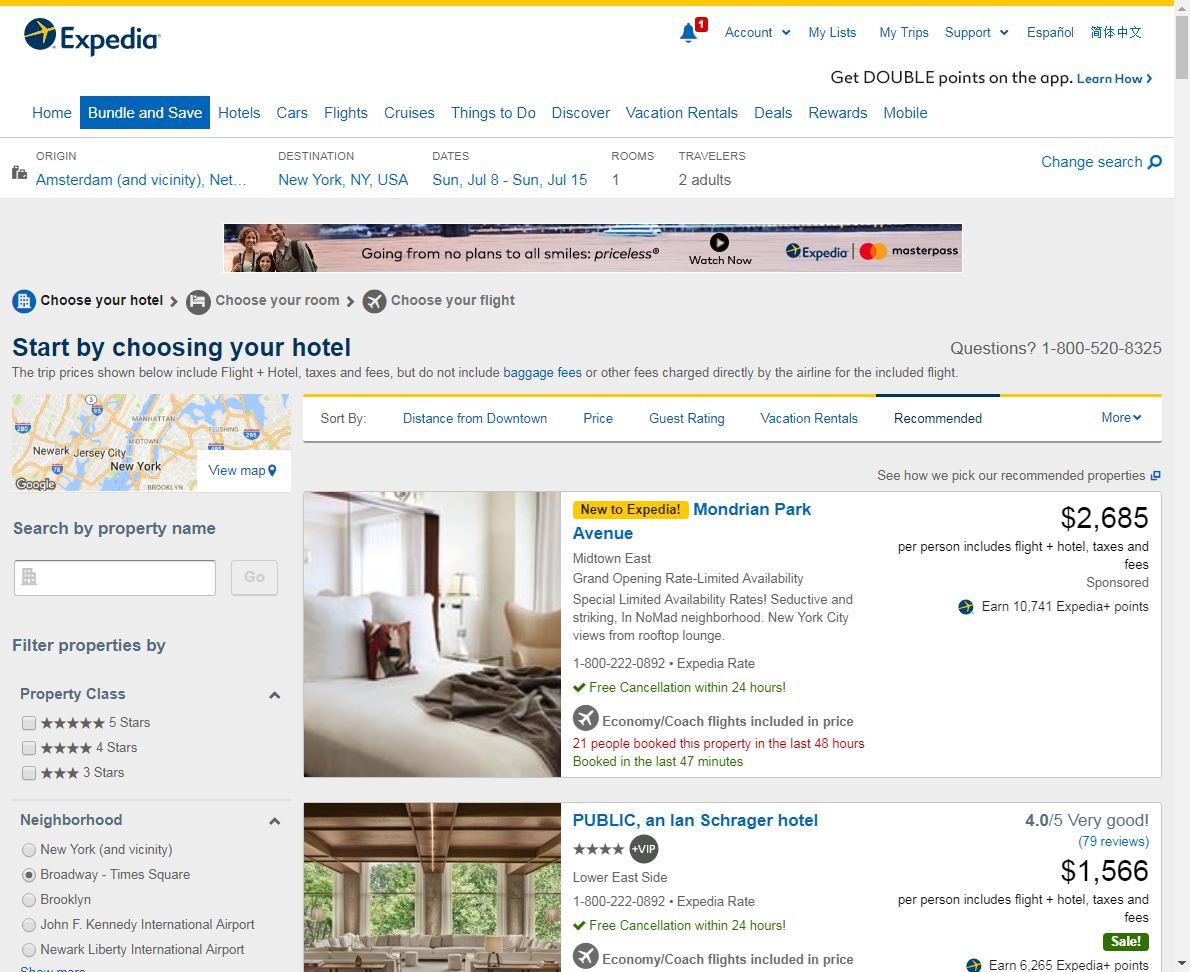 Expedia
1
Account
My Lists
My Trips
Support
Español
简体中文
Get DOUBLE points on the app. Learn How
Home
Bundle and Save
Hotels
Cars
Flights
Cruises
Things to Do
Discover
Vacation Rentals
Deals
Rewards
Mobile
ORIGIN
Amsterdam (and vicinity), Net...
DESTINATION
New York, NY, USA
DATES
Sun, Jul 8 - Sun, Jul 15
ROOMS
1
TRAVELERS
2 adults
Change search
Going from no plans to all smiles: priceless®
Watch Now
Expedia
masterpass
Choose your hotel
Choose your room
Choose your flight
Start by choosing your hotel
Questions? 1-800-520-8325
The trip prices shown below include Flight + Hotel, taxes and fees, but do not include baggage fees or other fees charged directly by the airline for the included flight.
3
95
MANHATTAN
280
FLUSHING
MIDTOWN
295
495
Newark
Jersey City
New York
78
BROOKLYN
Google
View map
Sort By:
Distance from Downtown
Price
Guest Rating
Vacation Rentals
Recommended
More
See how we pick our recommended properties
Search by property name
Go
Filter properties by
Property Class
5 Stars
4 Stars
3 Stars
Neighborhood
New York (and vicinity)
Broadway - Times Square
Brooklyn
John F. Kennedy International Airport
Newark Liberty International Airport
Show more
New to Expedia! Mondrian Park
Avenue
Midtown East
Grand Opening Rate-Limited Availability
Special Limited Availability Rates! Seductive and
striking, In NoMad neighborhood. New York City
views from rooftop lounge.
1-800-222-0892 • Expedia Rate
Free Cancellation within 24 hours!
Economy/Coach flights included in price
21 people booked this property in the last 48 hours
Booked in the last 47 minutes
$2,685
per person includes flight + hotel, taxes and
fees
Sponsored
Earn 10,741 Expedia+ points
PUBLIC, an Ian Schrager hotel
+VIP
Lower East Side
1-800-222-0892 • Expedia Rate
Free Cancellation within 24 hours!
Economy/Coach flights included in price
4.0/5 Very good!
(79 reviews)
$1,566
per person includes flight + hotel, taxes and
fees
Sale!
Earn 6,265 Expedia+ points